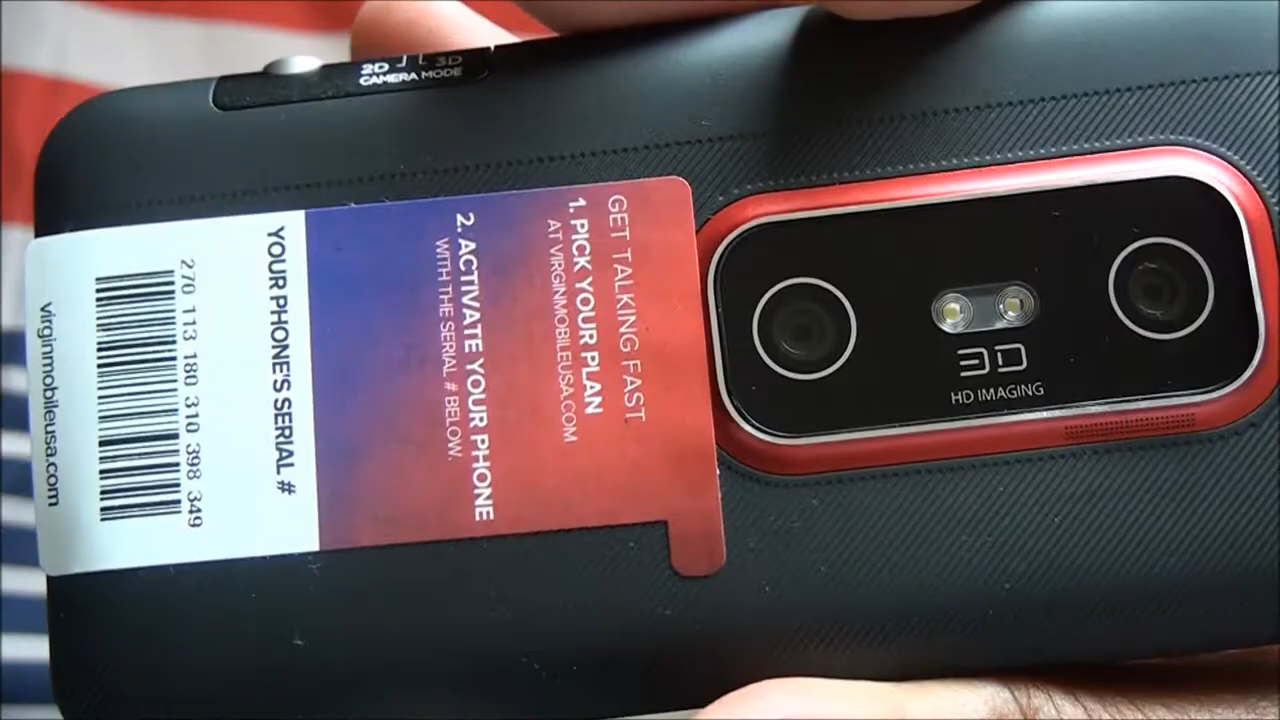 2D 3D
CAMERA MODE
GET TALKING FAST.
1. PICK YOUR PLAN
AT VIRGINMOBILEUSA.COM
2. ACTIVATE YOUR PHONE
WITH THE SERIAL # BELOW.
YOUR PHONE'S SERIAL #
270 113 180 310 398 349
virginmobileusa.com
3D
HD IMAGING